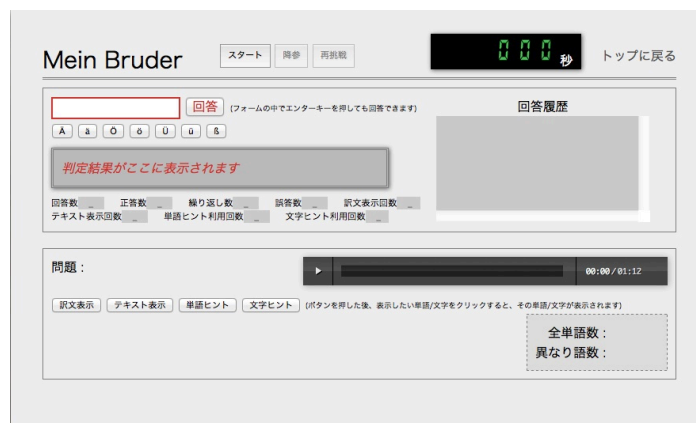 Mein Bruder スタート 降参 再挑戦 000 秒 トップに戻る
回答 (フォームの中でエンターキーを押しても回答できます)
Ä ä Ö ö Ü ü ß
判定結果がここに表示されます
回答数 _ 正答数 _ 繰り返し数 _ 誤答数 _ 訳文表示回数 _
テキスト表示回数 _ 単語ヒント利用回数 _ 文字ヒント利用回数 _
回答履歴
問題：
00:00/01:12
訳文表示 テキスト表示 単語ヒント 文字ヒント (ボタンを押した後、表示したい単語/文字をクリックすると、その単語/文字が表示されます)
全単語数：
異なり語数：